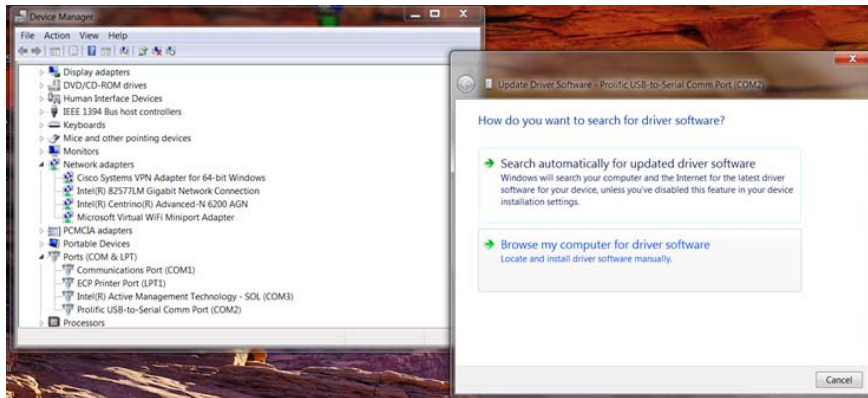 Device Manager
File Action View Help
Display adapters
DVD/CD-ROM drives
Human Interface Devices
IEEE 1394 Bus host controllers
Keyboards
Mice and other pointing devices
Monitors
Network adapters
Cisco Systems VPN Adapter for 64-bit Windows
Intel(R) 82577LM Gigabit Network Connection
Intel(R) Centrino(R) Advanced-N 6200 AGN
Microsoft Virtual WiFi Miniport Adapter
PCMCIA adapters
Portable Devices
Ports (COM & LPT)
Communications Port (COM1)
ECP Printer Port (LPT1)
Intel(R) Active Management Technology - SOL (COM3)
Prolific USB-to-Serial Comm Port (COM2)
Processors
Update Driver Software - Prolific USB-to-Serial Comm Port (COM2)
How do you want to search for driver software?
Search automatically for updated driver software
Windows will search your computer and the Internet for the latest driver
software for your device, unless you've disabled this feature in your device
installation settings.
Browse my computer for driver software
Locate and install driver software manually.
Cancel